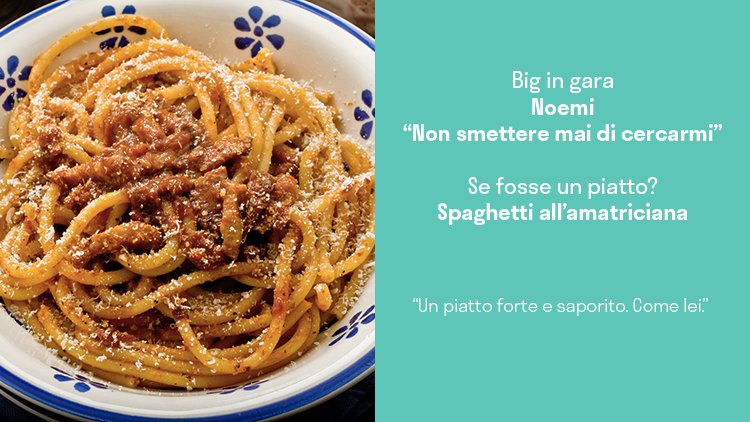 Big in gara
Noemi
“Non smettere mai di cercarmi”
Se fosse un piatto?
Spaghetti all’amatriciana
“Un piatto forte e saporito. Come lei.”